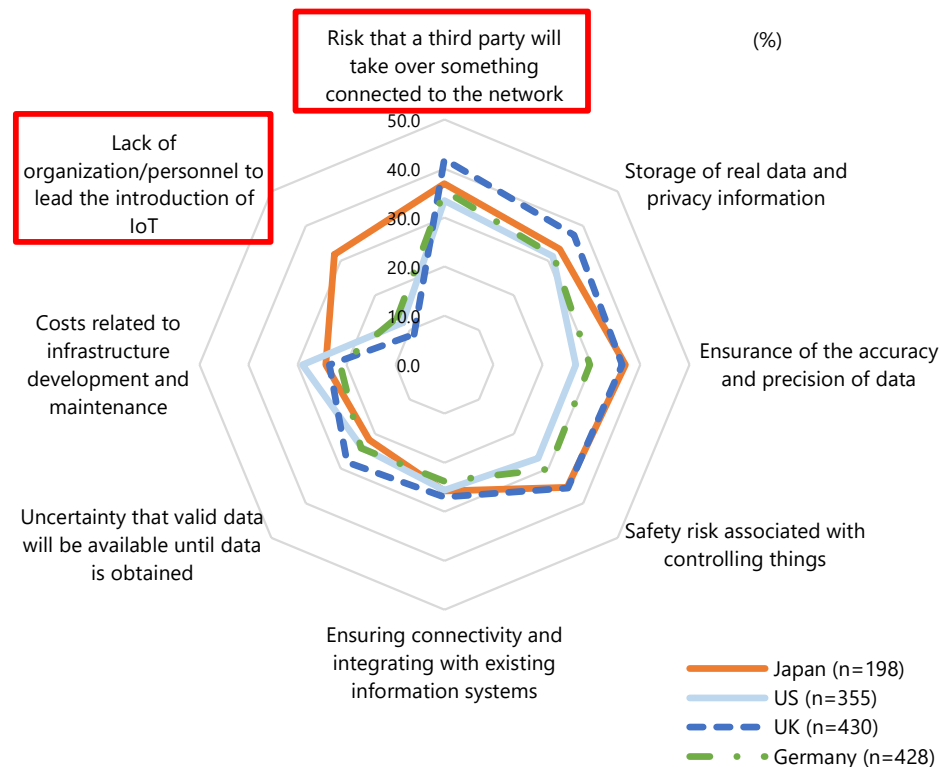 Risk that a third party will
take over something
connected to the network
(%)
Lack of
organization/personnel to
lead the introduction of
IoT
50.0
40.0
30.0
20.0
10.0
0.0
Storage of real data and
privacy information
Costs related to
infrastructure
development and
maintenance
Ensurance of the accuracy
and precision of data
Uncertainty that valid data
will be available until data
is obtained
Safety risk associated with
controlling things
Ensuring connectivity and
integrating with existing
information systems
Japan (n=198)
US (n=355)
UK (n=430)
Germany (n=428)